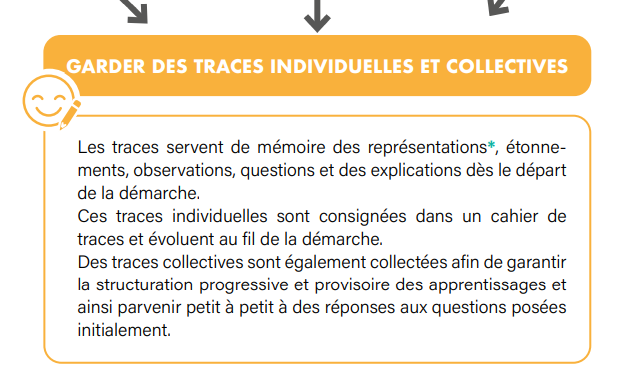 GARDER DES TRACES INDIVIDUELLES ET COLLECTIVES
Les traces servent de mémoire des représentations*, étonne-
ments, observations, questions et des explications dès le départ
de la démarche.
Ces traces individuelles sont consignées dans un cahier de
traces et évoluent au fil de la démarche.
Des traces collectives sont également collectées afin de garantir
la structuration progressive et provisoire des apprentissages et
ainsi parvenir petit à petit à des réponses aux questions posées
initialement.